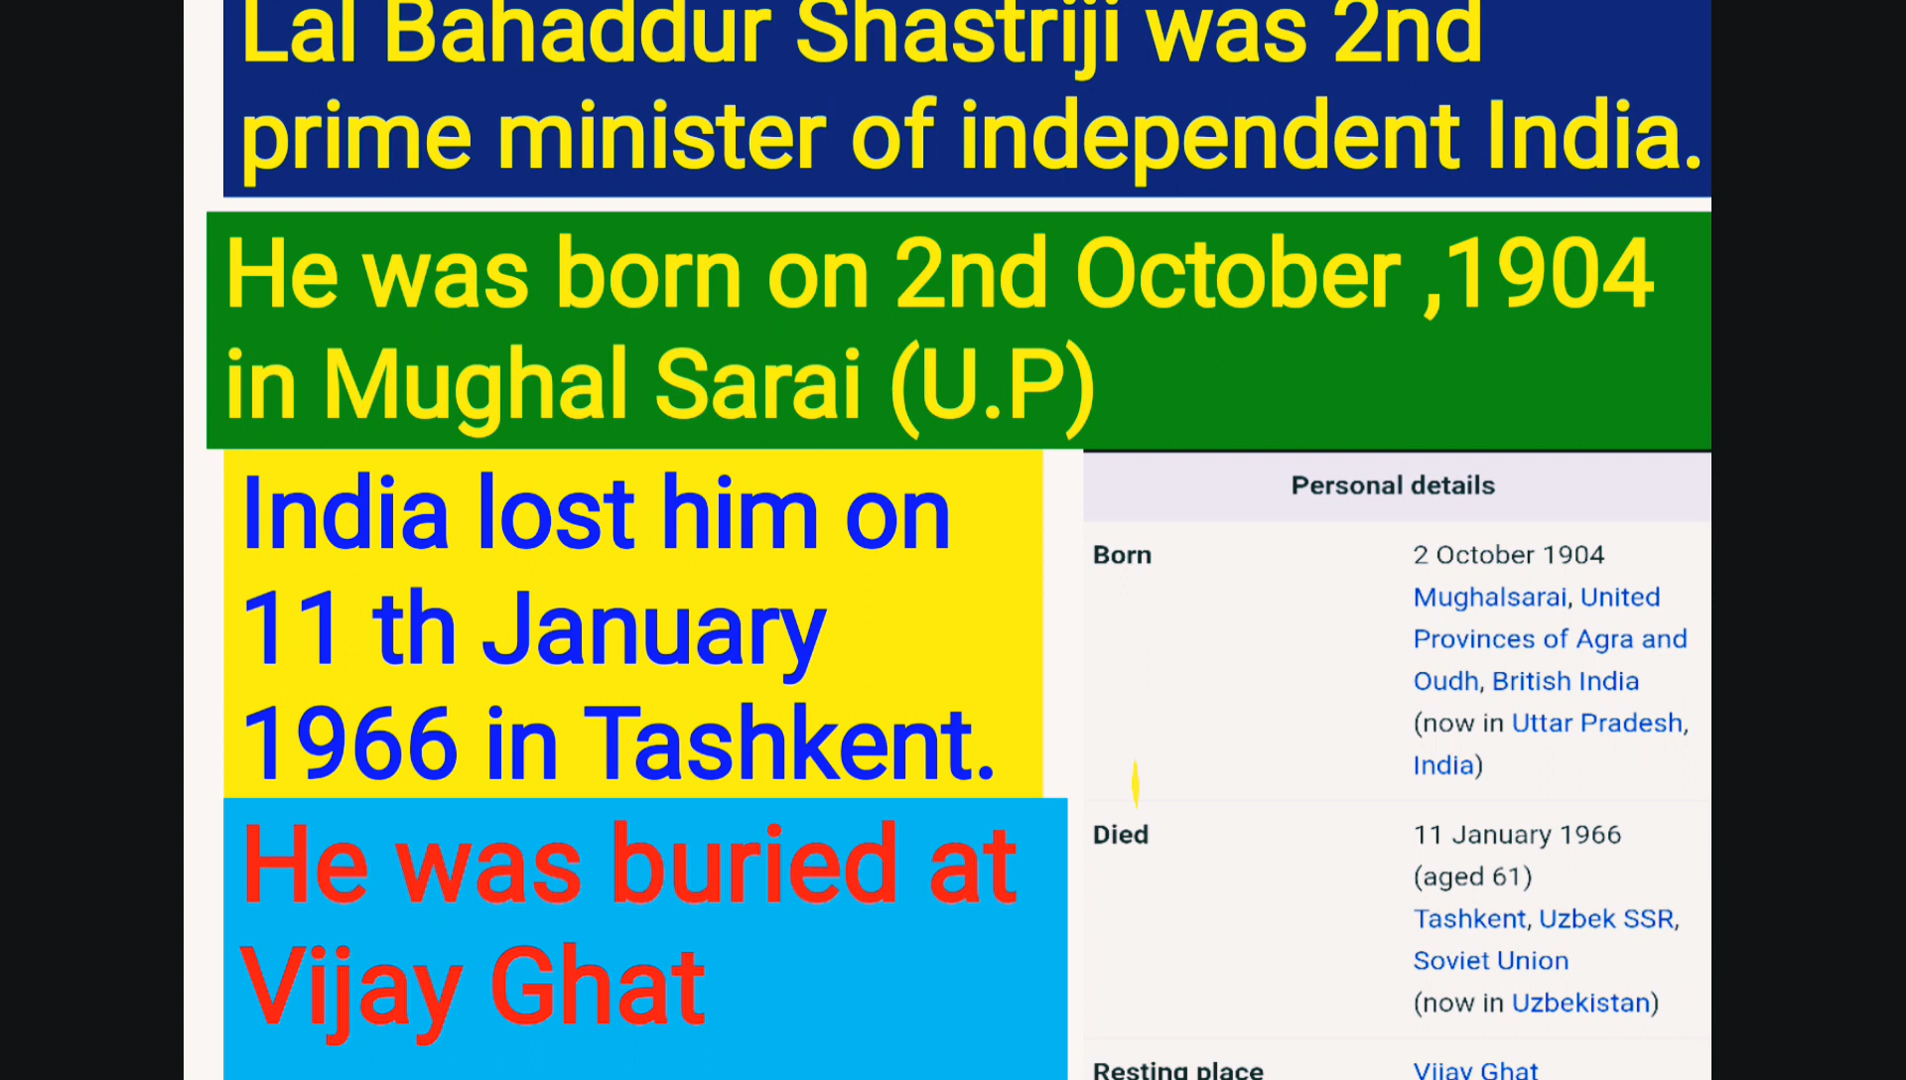 Lal Bahaddur Shastriji was 2nd
prime minister of independent India.
He was born on 2nd October ,1904
in Mughal Sarai (U.P)
India lost him on
11 th January
1966 in Tashkent.
He was buried at
Vijay Ghat
Personal details
Born
2 October 1904
Mughalsarai, United
Provinces of Agra and
Oudh, British India
(now in Uttar Pradesh,
India)
Died
11 January 1966
(aged 61)
Tashkent, Uzbek SSR,
Soviet Union
(now in Uzbekistan)
Resting place
Vijay Ghat